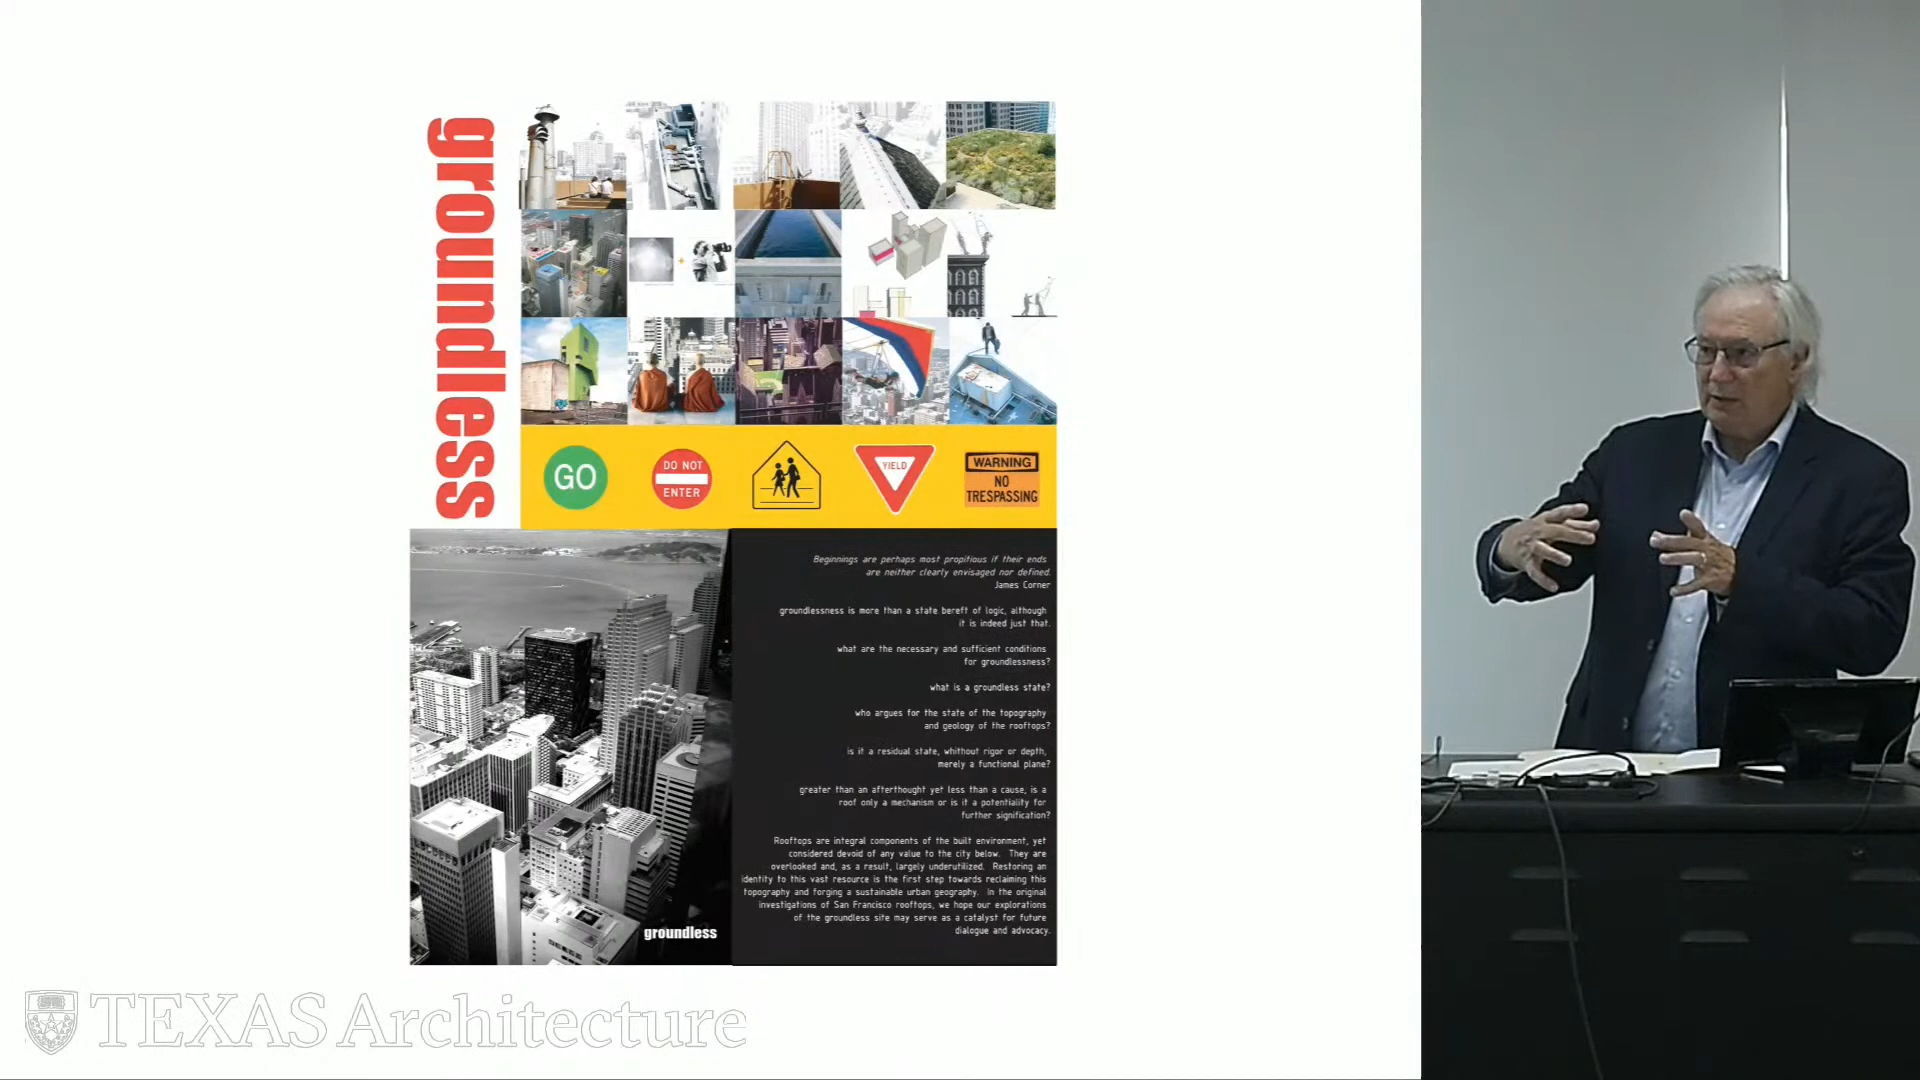 groundless
GO
DO NOT
ENTER
YIELD
WARNING
NO
TRESPASSING
Beginnings are perhaps most propitious if their ends
are neither clearly envisaged nor defined.
James Corner
groundlessness is more than a state bereft of logic, although
it is indeed just that.
what are the necessary and sufficient conditions
for groundlessness?
what is a groundless state?
who argues for the state of the topography
and geology of the rooftops?
is it a residual state, whithout rigor or depth,
merely a functional plane?
greater than an afterthought yet less than a cause, is a
roof only a mechanism or is it a potentiality for
further signification?
Rooftops are integral components of the built environment, yet
considered devoid of any value to the city below. They are
overlooked and, as a result, largely underutilized. Restoring an
identity to this vast resource is the first step towards reclaiming this
topography and forging a sustainable urban geography. In the original
investigations of San Francisco rooftops, we hope our explorations
of the groundless site may serve as a catalyst for future
dialogue and advocacy.
groundless
TEXAS Architecture